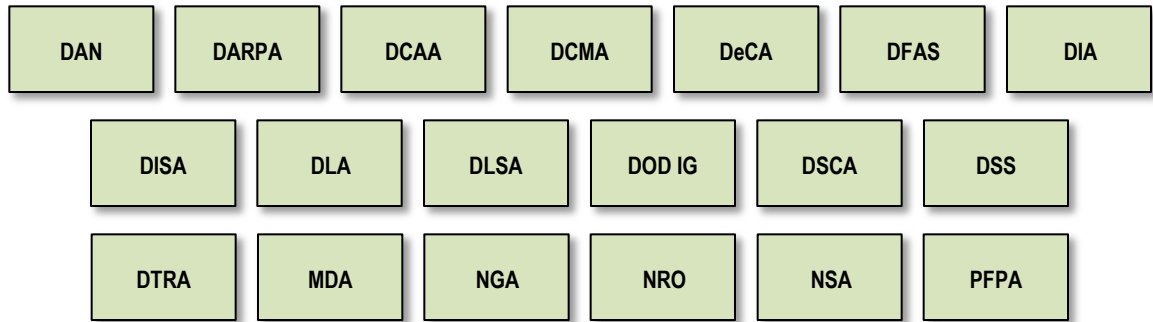 DAN DARPA DCAA DCMA DeCA DFAS DIA
DISA DLA DLSA DOD IG DSCA DSS
DTRA MDA NGA NRO NSA PFPA